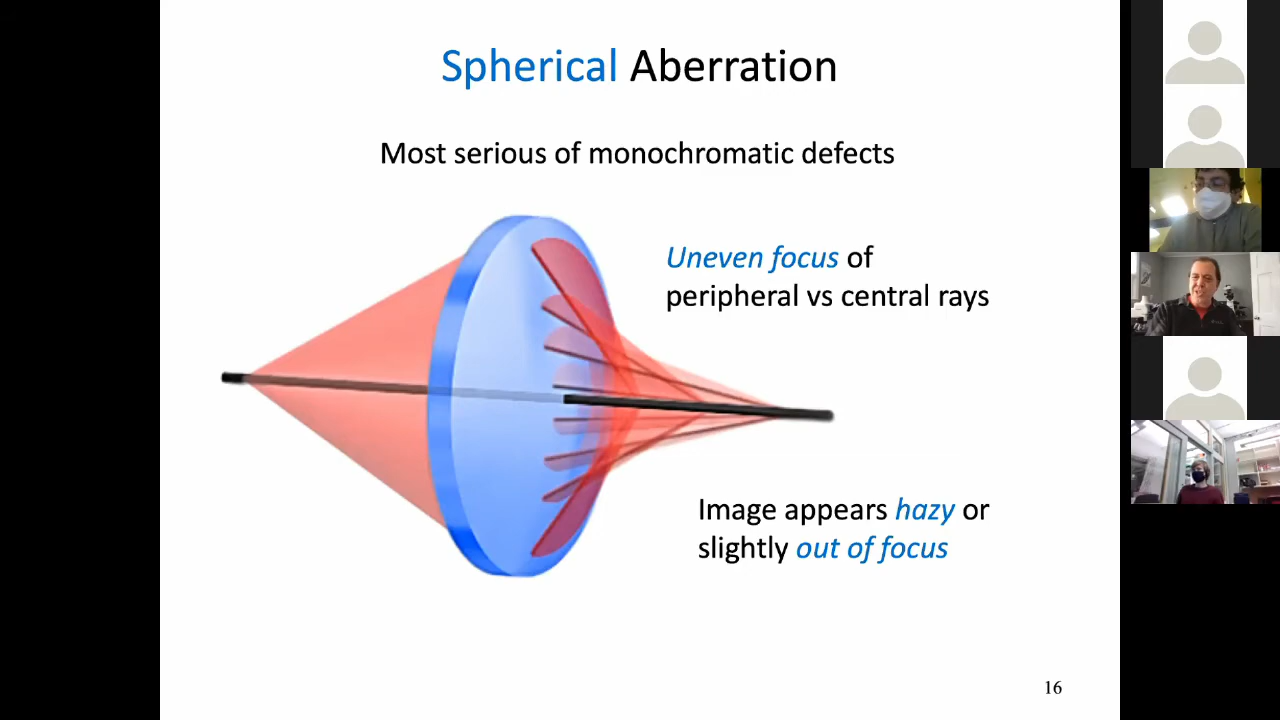 Spherical Aberration
Most serious of monochromatic defects
Uneven focus of
peripheral vs central rays
Image appears hazy or
slightly out of focus
16